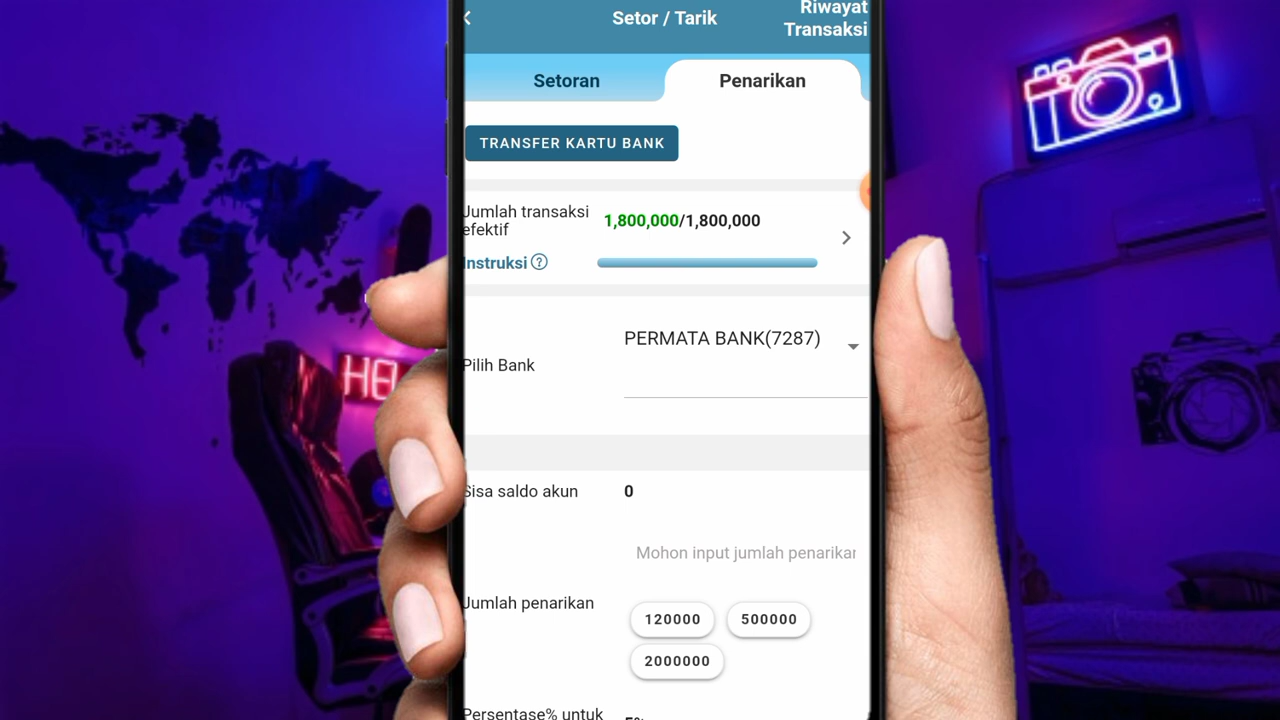 Setor / Tarik
Riwayat
Transaksi
Setoran
Penarikan
TRANSFER KARTU BANK
Jumlah transaksi
efektif
1,800,000/1,800,000
Instruksi ?
PERMATA BANK(7287)
Pilih Bank
Sisa saldo akun
0
Mohon input jumlah penarikan
Jumlah penarikan
120000
500000
2000000
Persentase% untuk
5%